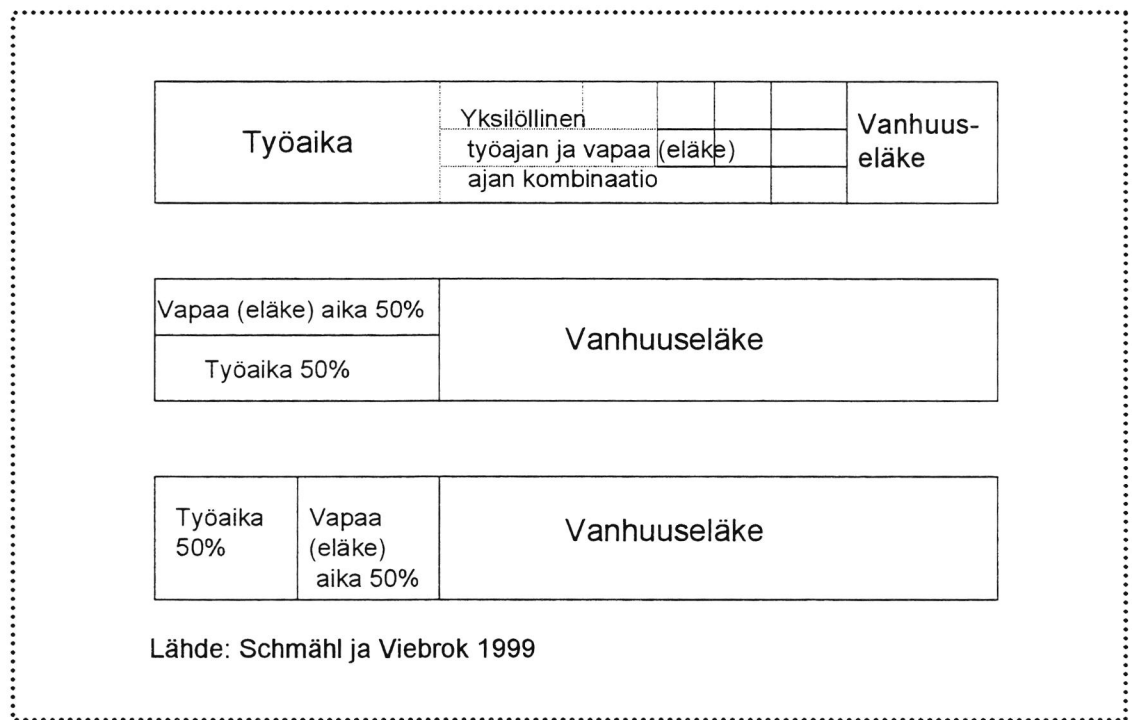 Työaika
Yksilöllinen
työajan ja vapaa (eläke)
ajan kombinaatio
Vanhuus-
eläke
Vapaa (eläke) aika 50%
Työaika 50%
Vanhuuseläke
Työaika
50%
Vapaa
(eläke)
aika 50%
Vanhuuseläke
Lähde: Schmähl ja Viebrok 1999